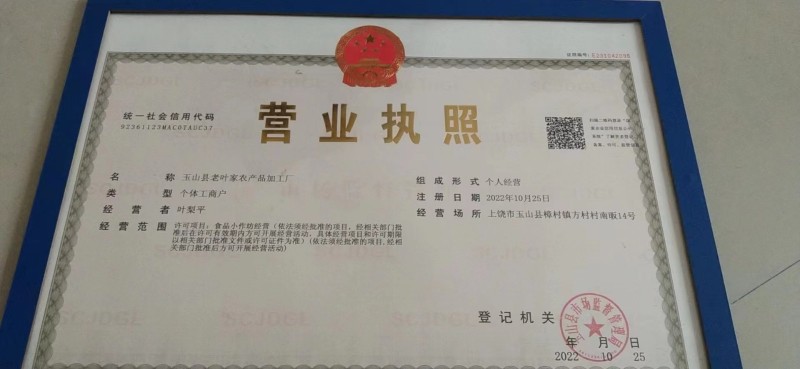 统一社会信用代码
营业执照
名称 玉山县老叶家农产品加工厂
类型 个体工商户
经营者 叶梨平
经营范围 许可项目：食品小作坊经营（依法须经批准的项目，经相关部门批
准后在许可有效期内方可开展经营活动，具体经营项目和许可期限
以相关部门批准文件或许可证件为准）(依法须经批准的项目,经相
关部门批准后方可开展经营活动)
组成形式 个人经营
注册日期 2022年10月25日
经营场所 上饶市玉山县樟村镇方村村南畈14号
登记机关
玉山县市场监督管理局
年 月 日
2022 10 25